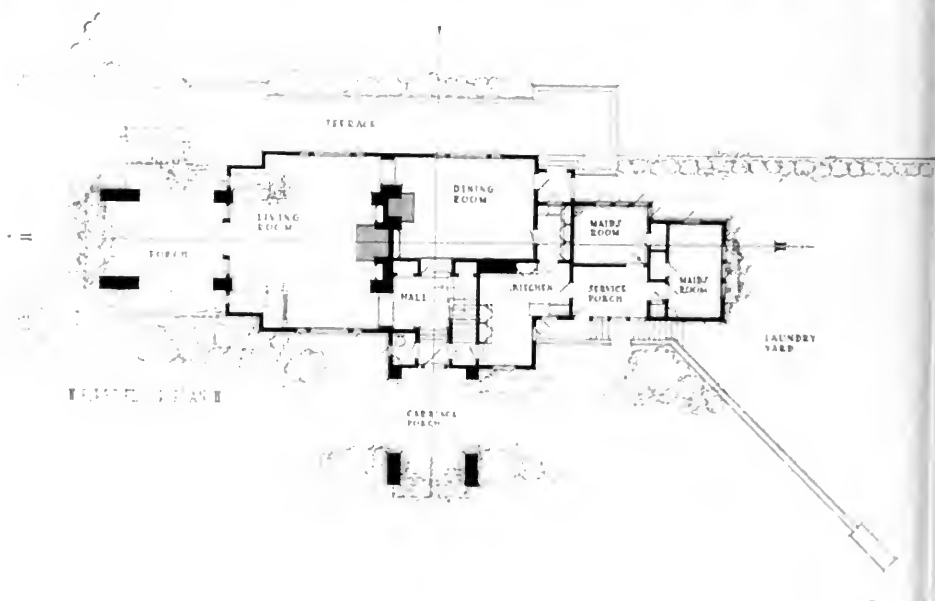 TERRACE
DINING
ROOM
LIVING
ROOM
MAIDS'
ROOM
PORCH
HALL
KITCHEN
SERVICE
PORCH
MAIDS'
ROOM
LAUNDRY
YARD
CARRIAGE
PORCH